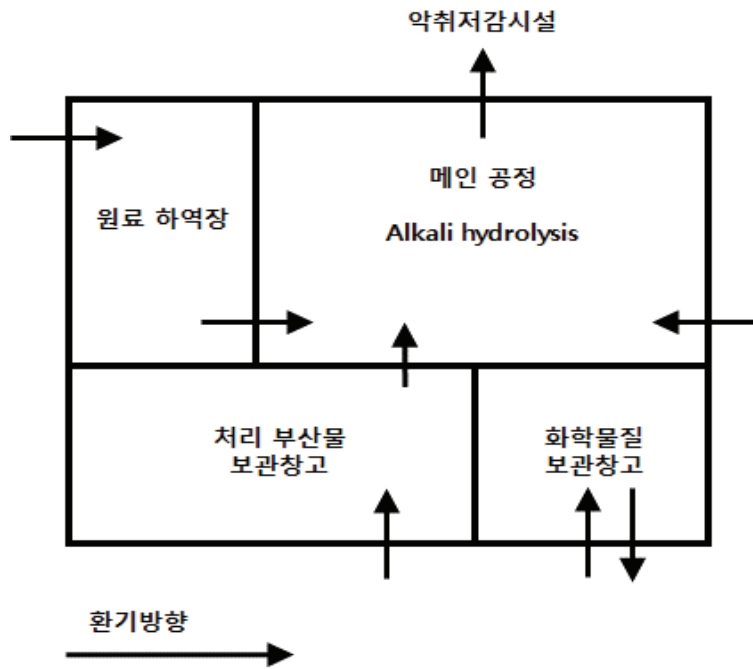 악취저감시설
메인 공정
원료 하역장
Alkali hydrolysis
처리 부산물
보관창고
화학물질
보관창고
환기방향